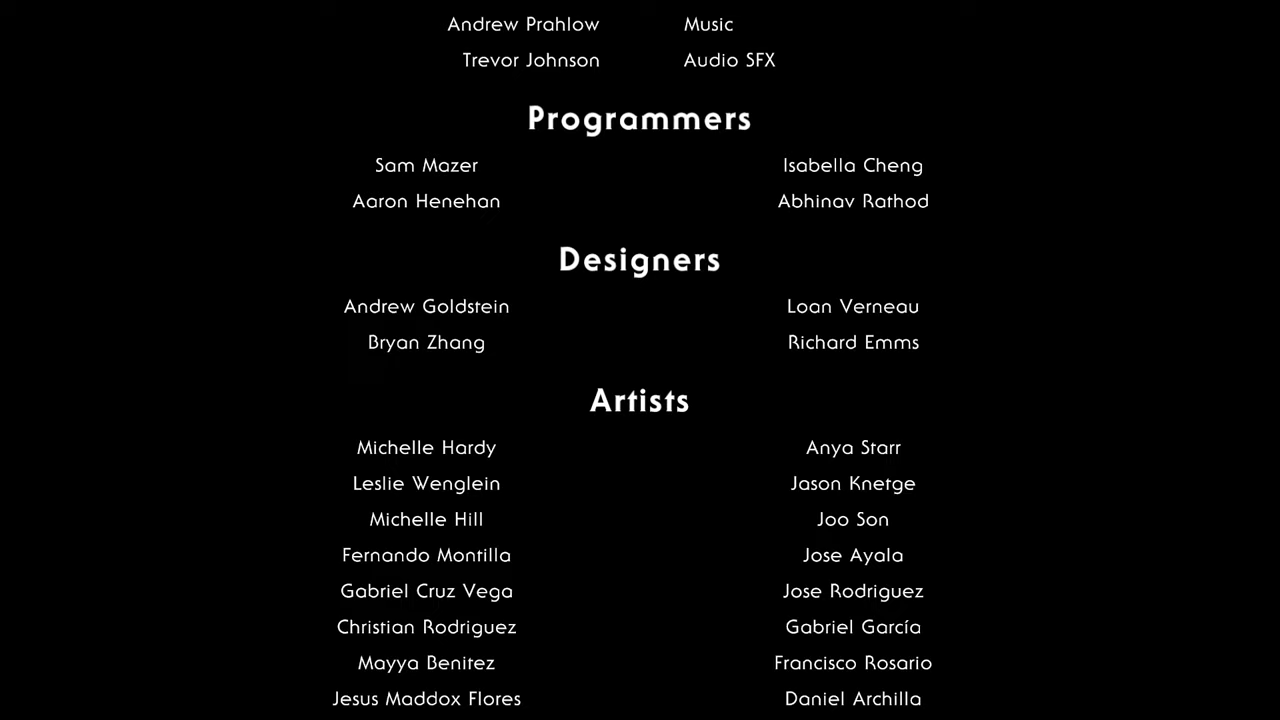 Andrew Prahlow Music
Trevor Johnson Audio SFX
Programmers
Sam Mazer Isabella Cheng
Aaron Henehan Abhinav Rathod
Designers
Andrew Goldstein Loan Verneau
Bryan Zhang Richard Emms
Artists
Michelle Hardy Anya Starr
Leslie Wenglein Jason Knetge
Michelle Hill Joo Son
Fernando Montilla Jose Ayala
Gabriel Cruz Vega Jose Rodriguez
Christian Rodriguez Gabriel García
Mayya Benitez Francisco Rosario
Jesus Maddox Flores Daniel Archilla